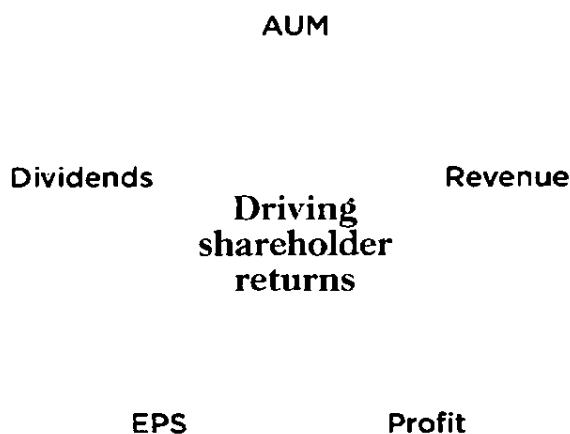 AUM
Dividends
Revenue
Driving
shareholder
returns
EPS
Profit